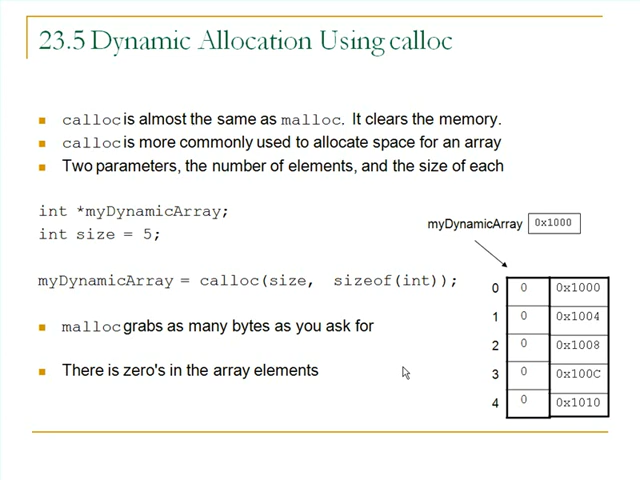 23.5 Dynamic Allocation Using calloc
calloc is almost the same as malloc. It clears the memory.
calloc is more commonly used to allocate space for an array
Two parameters, the number of elements, and the size of each
int *myDynamicArray;
int size = 5;
myDynamicArray 0x1000
myDynamicArray = calloc(size, sizeof(int));
0 0 0x1000
1 0 0x1004
2 0 0x1008
3 0 0x100C
4 0 0x1010
malloc grabs as many bytes as you ask for
There is zero's in the array elements